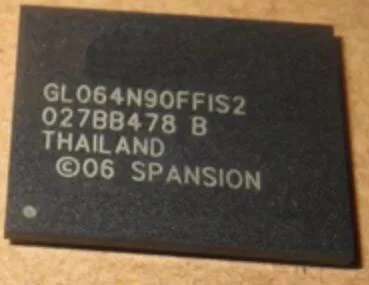 GL064N90FFIS2
027BB478 B
THAILAND
©06 SPANSION